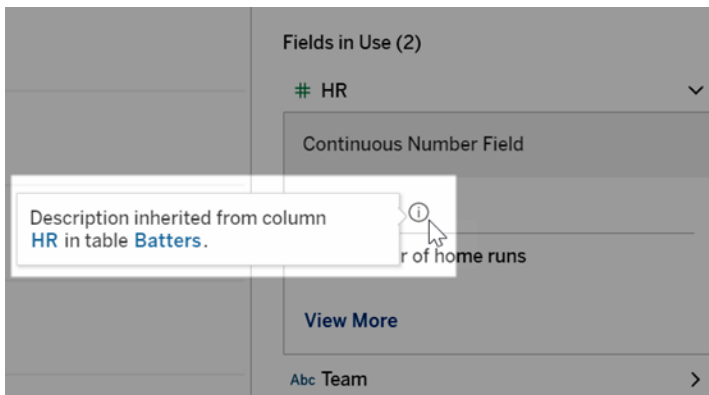 Fields in Use (2)
# HR
Continuous Number Field
Description inherited from column
HR in table Batters.
of home runs
View More
Abc Team